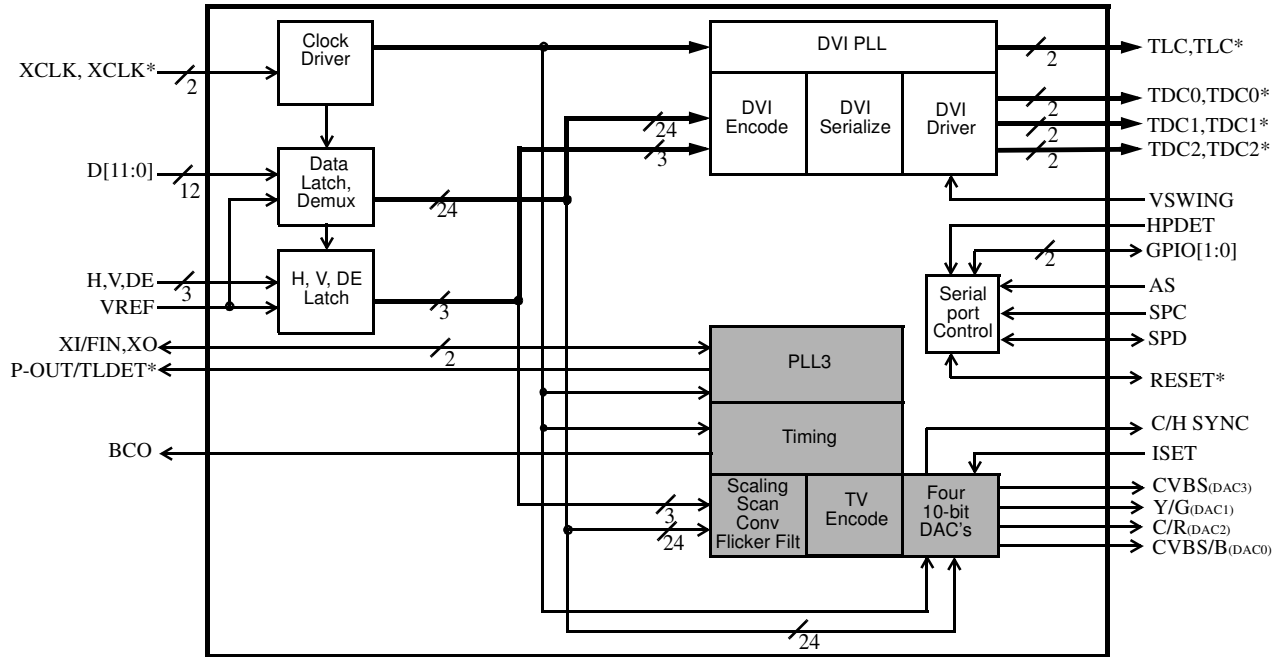 XCLK, XCLK*
2
D[11:0]
12
H,V,DE
3
VREF
XI/FIN,XO
2
P-OUT/TLDET*
BCO
Clock
Driver
Data
Latch,
Demux
24
H, V, DE
Latch
3
24
3
DVI PLL
DVI
Encode
DVI
Serialize
DVI
Driver
2
TLC,TLC*
2
TDC0,TDC0*
2
TDC1,TDC1*
2
TDC2,TDC2*
VSWING
HPDET
2
GPIO[1:0]
AS
SPC
SPD
RESET*
Serial
port
Control
PLL3
Timing
3
24
Scaling
Scan
Conv
Flicker Filt
TV
Encode
Four
10-bit
DAC's
C/H SYNC
ISET
CVBS(DAC3)
Y/G(DAC1)
C/R(DAC2)
CVBS/B(DAC0)
24